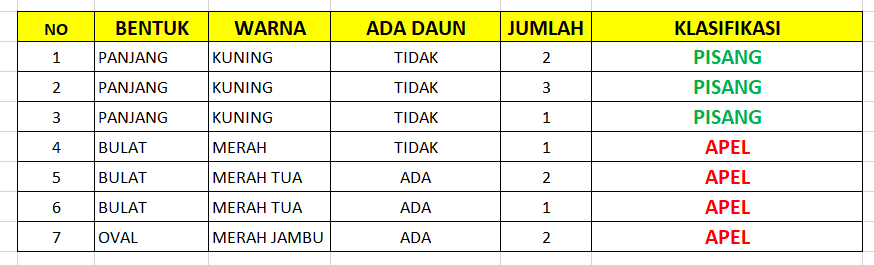 NO BENTUK WARNA ADA DAUN JUMLAH KLASIFIKASI
1 PANJANG KUNING TIDAK 2 PISANG
2 PANJANG KUNING TIDAK 3 PISANG
3 PANJANG KUNING TIDAK 1 PISANG
4 BULAT MERAH TIDAK 1 APEL
5 BULAT MERAH TUA ADA 2 APEL
6 BULAT MERAH TUA ADA 1 APEL
7 OVAL MERAH JAMBU ADA 2 APEL